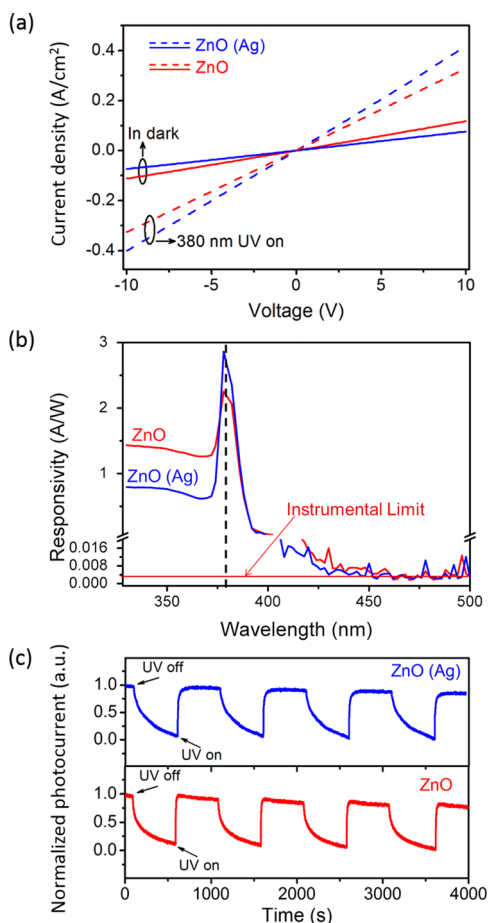 (a)
Current density (A/cm²)
0.4
0.2
0.0
-0.2
-0.4
ZnO (Ag)
ZnO
In dark
380 nm UV on
-10
-5
0
5
10
Voltage (V)
(b)
Responsivity (A/W)
3
2
1
0.016
0.008
0.000
ZnO
ZnO (Ag)
Instrumental Limit
350
400
450
500
Wavelength (nm)
(c)
Normalized photocurrent (a.u.)
1.0
0.5
0.0
UV off
ZnO (Ag)
UV on
1.0
0.5
0.0
UV off
ZnO
UV on
0
1000
2000
3000
4000
Time (s)